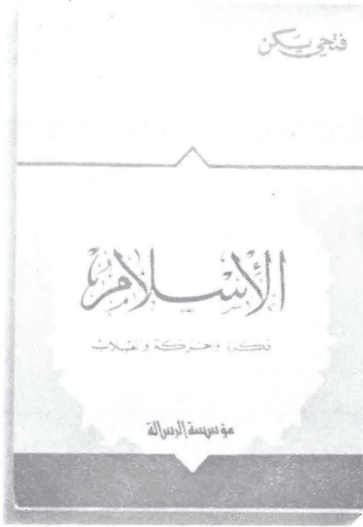 فتحي يكن
الإسلام
فكرة وحركة وانقلاب
مؤسسة الرسالة